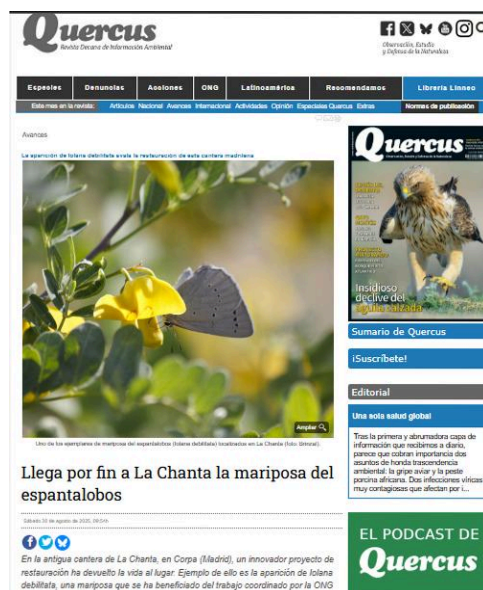 Quercus
Revista Decana de Información Ambiental
Observación, Estudio
y Defensa de la Naturaleza
Especies Denuncias Acciones ONG Latinoamérica Recomendamos Librería Linneo
Este mes en la revista: Artículos Nacional Avances Internacional Actividades Opinión Especiales Quercus Extras Normas de publicación
Avances
La aparición de Iolana debilitata avala la restauración de esta cantera madrileña
Ampliar
Uno de los ejemplares de mariposa del espantalobos (Iolana debilitata) localizados en La Chanta (foto: Brinzal).
Llega por fin a La Chanta la mariposa del
espantalobos
Sábado 30 de agosto de 2025,
En la antigua cantera de La Chanta, en Corpa (Madrid), un innovador proyecto de
restauración ha devuelto la vida al lugar. Ejemplo de ello es la aparición de Iolana
debilitata, una mariposa que se ha beneficiado del trabajo coordinado por la ONG
Quercus
Insidioso
declive del
águila calzada
Sumario de Quercus
¡Suscríbete!
Editorial
Una sola salud global
Tras la primera y abrumadora capa de
información que recibimos a diario,
parece que cobran importancia dos
asuntos de honda trascendencia
ambiental: la gripe aviar y la peste
porcina africana. Dos infecciones víricas
muy contagiosas que afectan por i...
EL PODCAST DE
Quercus